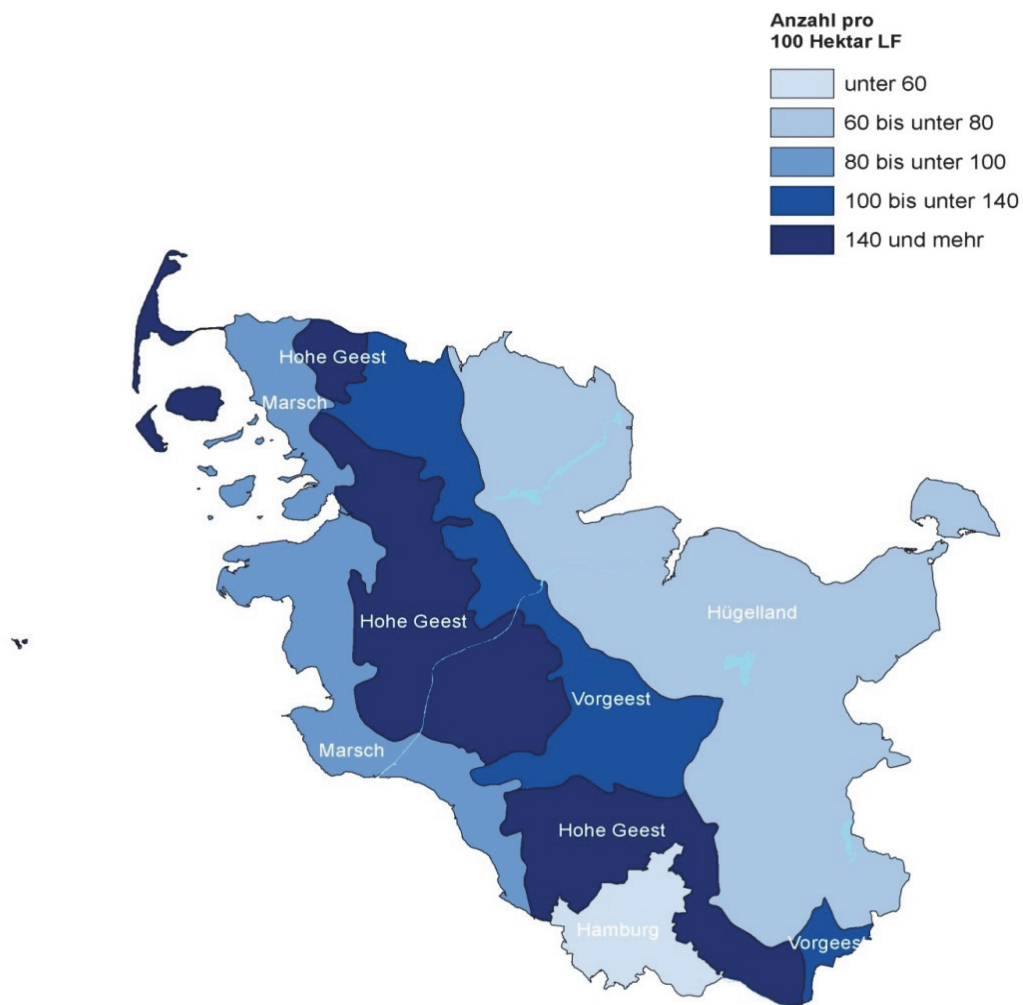 Anzahl pro
100 Hektar LF
unter 60
60 bis unter 80
80 bis unter 100
100 bis unter 140
140 und mehr
Hohe Geest
Marsch
Hügelland
Hohe Geest
Vorgeest
Marsch
Hohe Geest
Hamburg
Vorgeest